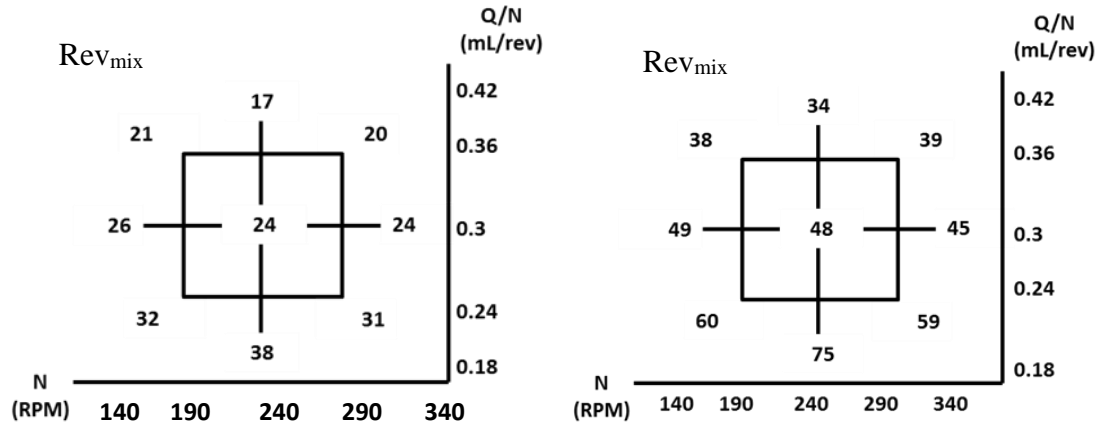 Q/N
(mL/rev)
Rev_mix
0.42
17
21 20
0.36
26 24 24
0.3
0.24
32 31
38
0.18
N
(RPM) 140 190 240 290 340
Q/N
(mL/rev)
Rev_mix
0.42
34
38 39
0.36
49 48 45
0.3
0.24
60 59
75
0.18
N
(RPM) 140 190 240 290 340